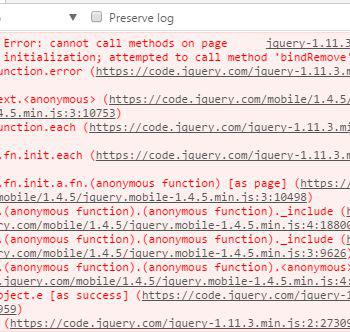 Preserve log
Error: cannot call methods on page jquery-1.11.3.m
initialization; attempted to call method 'bindRemove'
unction.error (https://code.jquery.com/jquery-1.11.3.m
ext.<anonymous> (https://code.jquery.com/mobile/1.4.5/
4.5.min.js:3:10753)
unction.each (https://code.jquery.com/jquery-1.11.3.mi
.fn.init.each (https://code.jquery.com/jquery-1.11.3.m
.fn.init.a.fn.(anonymous function) [as page] (https://
mobile/1.4.5/jquery.mobile-1.4.5.min.js:3:10498)
.(anonymous function).(anonymous function)._include (h
uery.com/mobile/1.4.5/jquery.mobile-1.4.5.min.js:4:18800
.(anonymous function).(anonymous function)._include (h
uery.com/mobile/1.4.5/jquery.mobile-1.4.5.min.js:3:9626)
.(anonymous function).(anonymous function).<anonymous>
uery.com/mobile/1.4.5/jquery.mobile-1.4.5.min.js:4:
bject.e [as success] (https://code.jquery.com/jquery-1
959)
(https://code.jquery.com/jquery-1.11.3.min.js:2:27309